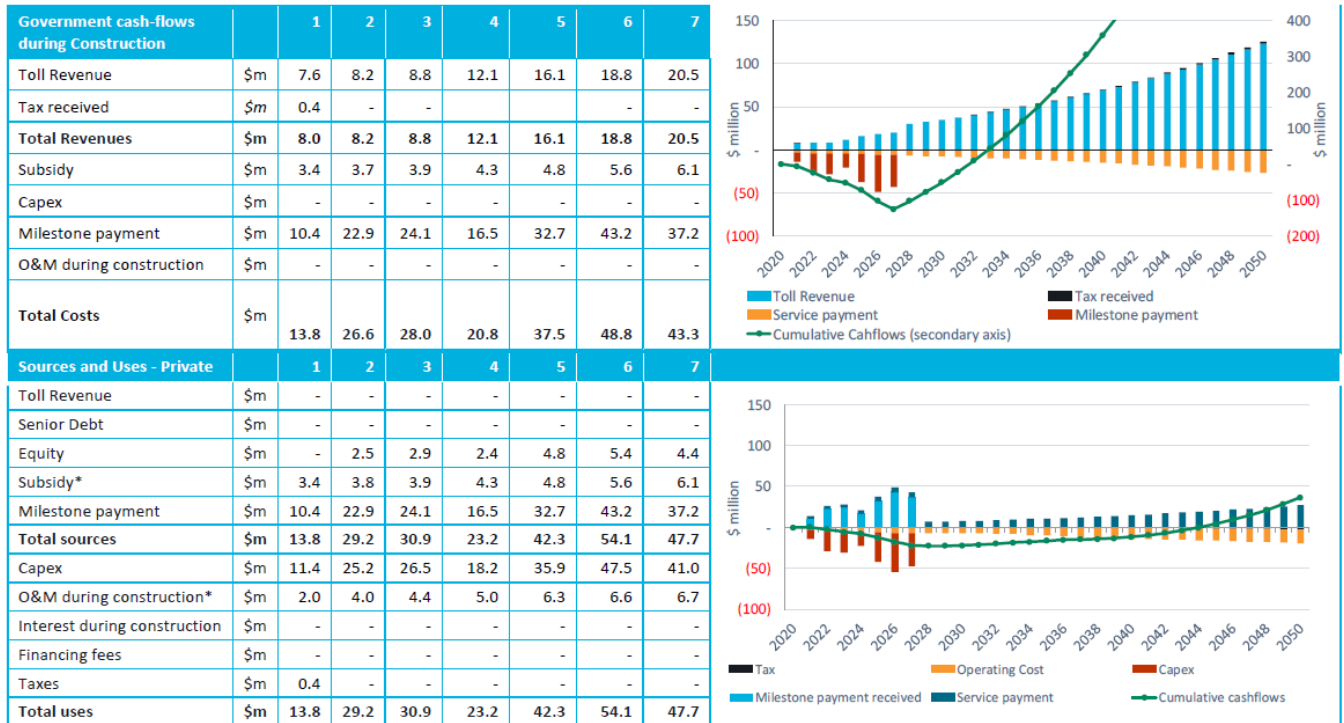 Government cash-flows during Construction 1 2 3 4 5 6 7
Toll Revenue $m 7.6 8.2 8.8 12.1 16.1 18.8 20.5
Tax received $m 0.4 - - - - -
Total Revenues $m 8.0 8.2 8.8 12.1 16.1 18.8 20.5
Subsidy $m 3.4 3.7 3.9 4.3 4.8 5.6 6.1
Capex $m - - - - - - -
Milestone payment $m 10.4 22.9 24.1 16.5 32.7 43.2 37.2
O&M during construction $m - - - - - - -
Total Costs $m 13.8 26.6 28.0 20.8 37.5 48.8 43.3
150 400
300
100
200
50
100
- -
(50)
(100)
(100) (200)
$ million
$ million
2020 2022 2024 2026 2028 2030 2032 2034 2036 2038 2040 2042 2044 2046 2048 2050
Toll Revenue Tax received
Service payment Milestone payment
Cumulative Cahflows (secondary axis)
Sources and Uses - Private 1 2 3 4 5 6 7
Toll Revenue $m - - - - - - -
Senior Debt $m - - - - - - -
Equity $m - 2.5 2.9 2.4 4.8 5.4 4.4
Subsidy* $m 3.4 3.8 3.9 4.3 4.8 5.6 6.1
Milestone payment $m 10.4 22.9 24.1 16.5 32.7 43.2 37.2
Total sources $m 13.8 29.2 30.9 23.2 42.3 54.1 47.7
Capex $m 11.4 25.2 26.5 18.2 35.9 47.5 41.0
O&M during construction* $m 2.0 4.0 4.4 5.0 6.3 6.6 6.7
Interest during construction $m - - - - - - -
Financing fees $m - - - - - - -
Taxes $m 0.4 - - - - - -
Total uses $m 13.8 29.2 30.9 23.2 42.3 54.1 47.7
150
100
50
-
(50)
(100)
$ million
2020 2022 2024 2026 2028 2030 2032 2034 2036 2038 2040 2042 2044 2046 2048 2050
Tax Operating Cost Capex
Milestone payment received Service payment Cumulative cashflows